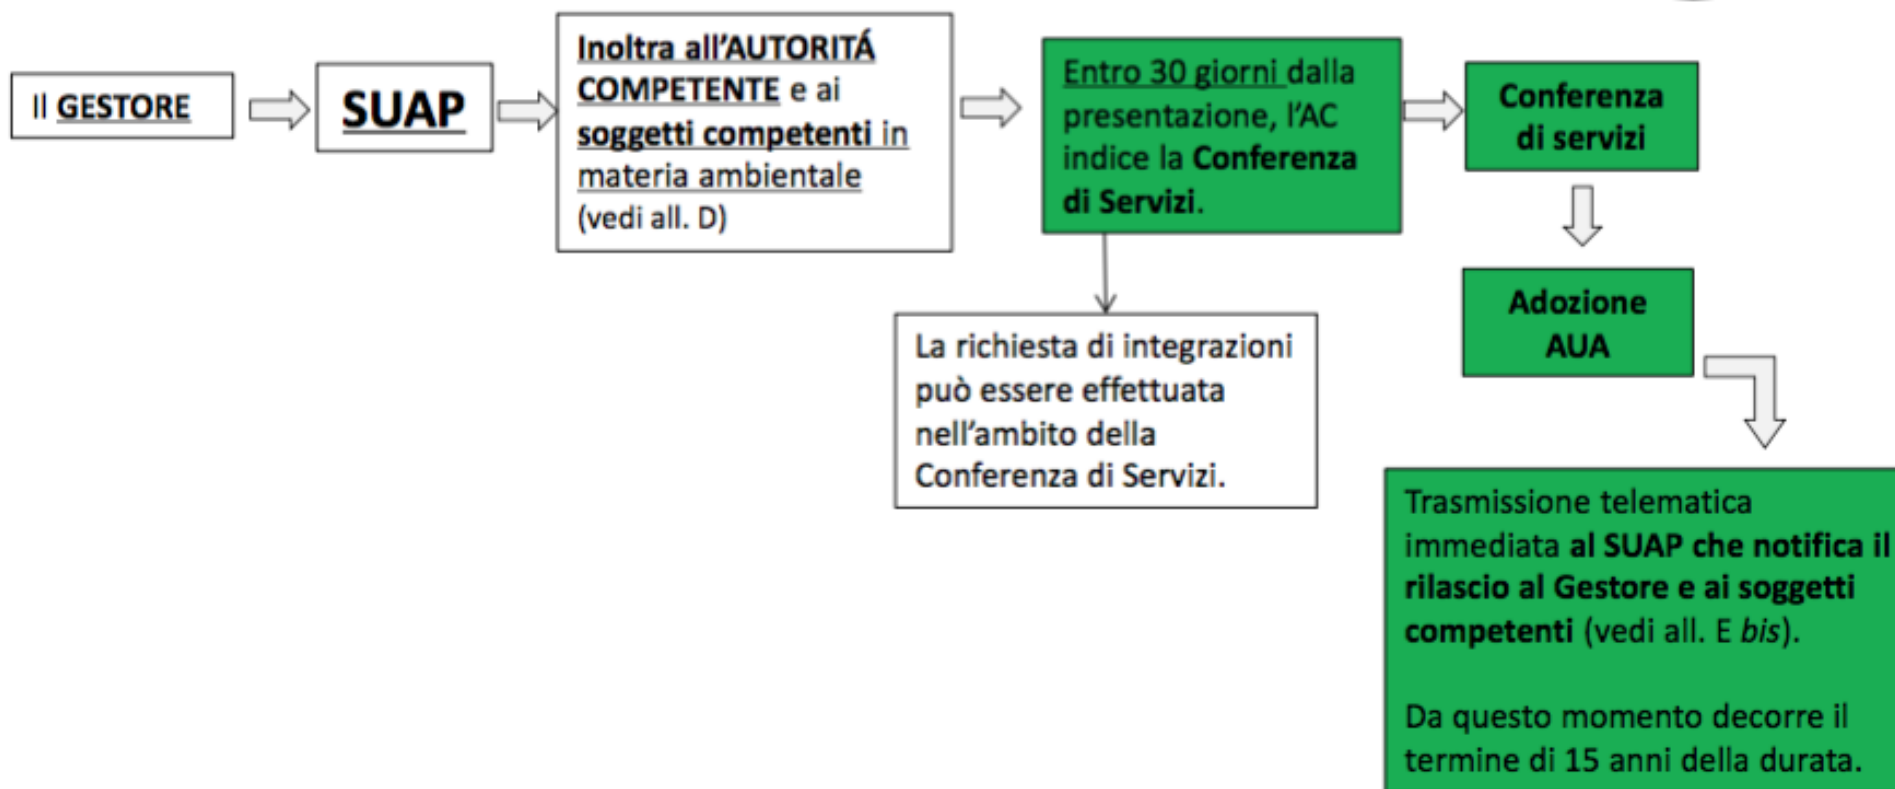 Il GESTORE
SUAP
Inoltra all'AUTORITÁ
COMPETENTE e ai
soggetti competenti in
materia ambientale
(vedi all. D)
Entro 30 giorni dalla
presentazione, l'AC
indice la Conferenza
di Servizi.
Conferenza
di servizi
La richiesta di integrazioni
può essere effettuata
nell'ambito della
Conferenza di Servizi.
Adozione
AUA
Trasmissione telematica
immediata al SUAP che notifica il
rilascio al Gestore e ai soggetti
competenti (vedi all. E bis).
Da questo momento decorre il
termine di 15 anni della durata.